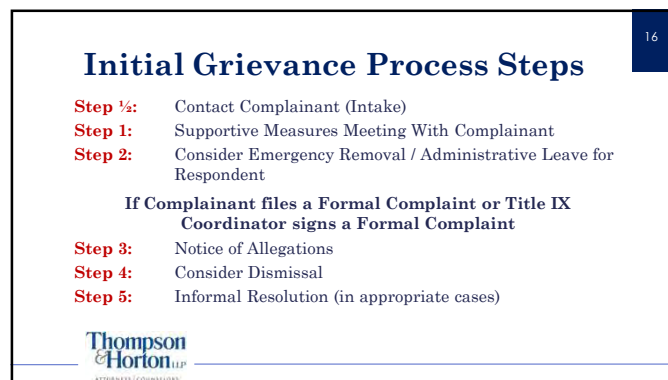 16
Initial Grievance Process Steps
Step ½: Contact Complainant (Intake)
Step 1: Supportive Measures Meeting With Complainant
Step 2: Consider Emergency Removal / Administrative Leave for
Respondent
If Complainant files a Formal Complaint or Title IX
Coordinator signs a Formal Complaint
Step 3: Notice of Allegations
Step 4: Consider Dismissal
Step 5: Informal Resolution (in appropriate cases)
Thompson
& Horton LLP
ATTORNEYS | COUNSELORS